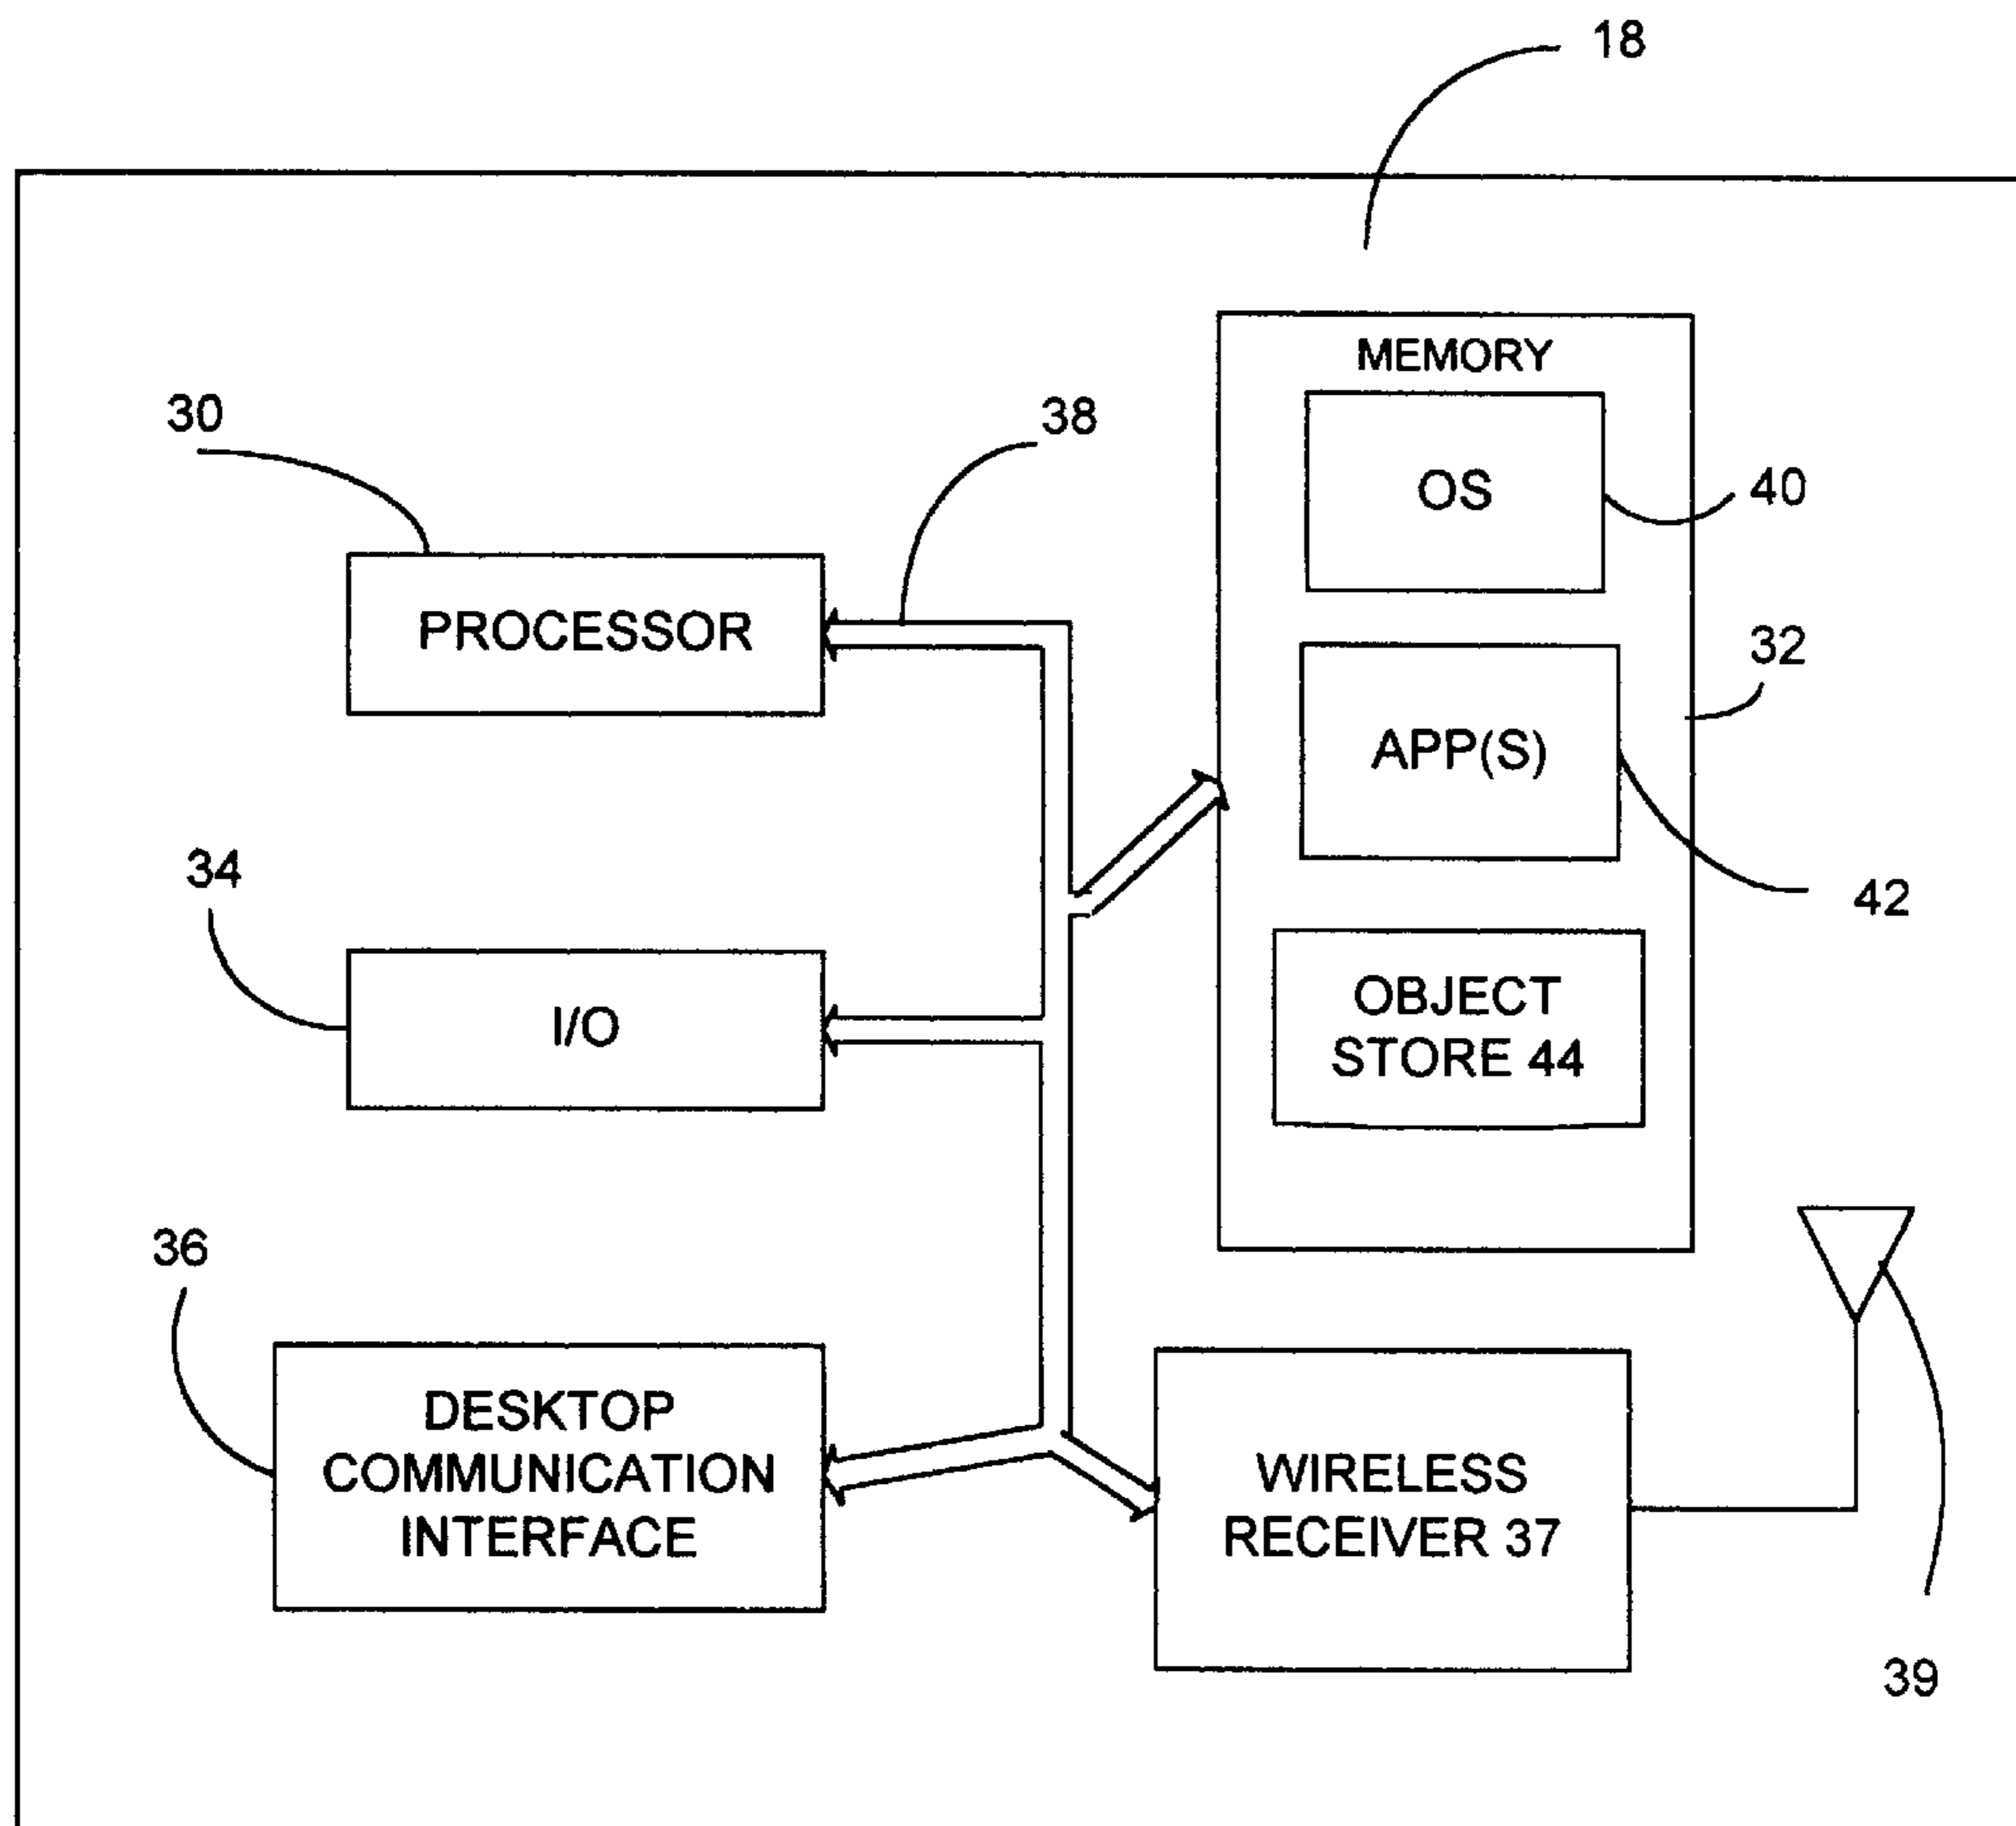 18
MEMORY
30
38
OS
40
PROCESSOR
32
APP(S)
34
42
I/O
OBJECT
STORE 44
36
DESKTOP
COMMUNICATION
INTERFACE
WIRELESS
RECEIVER 37
39